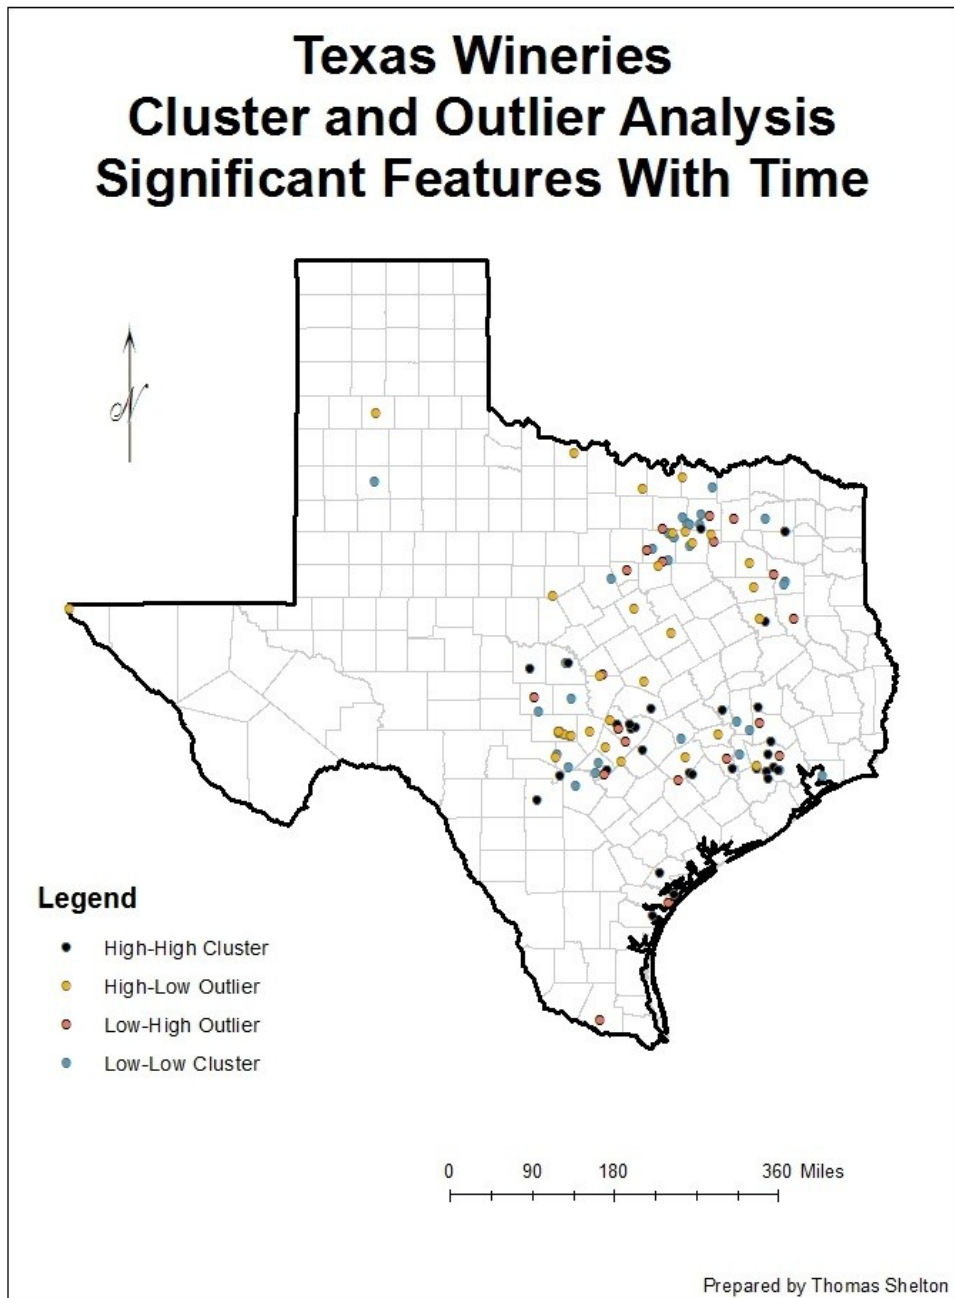 Texas Wineries
Cluster and Outlier Analysis
Significant Features With Time
N
Legend
High-High Cluster
High-Low Outlier
Low-High Outlier
Low-Low Cluster
0 90 180 360 Miles
Prepared by Thomas Shelton